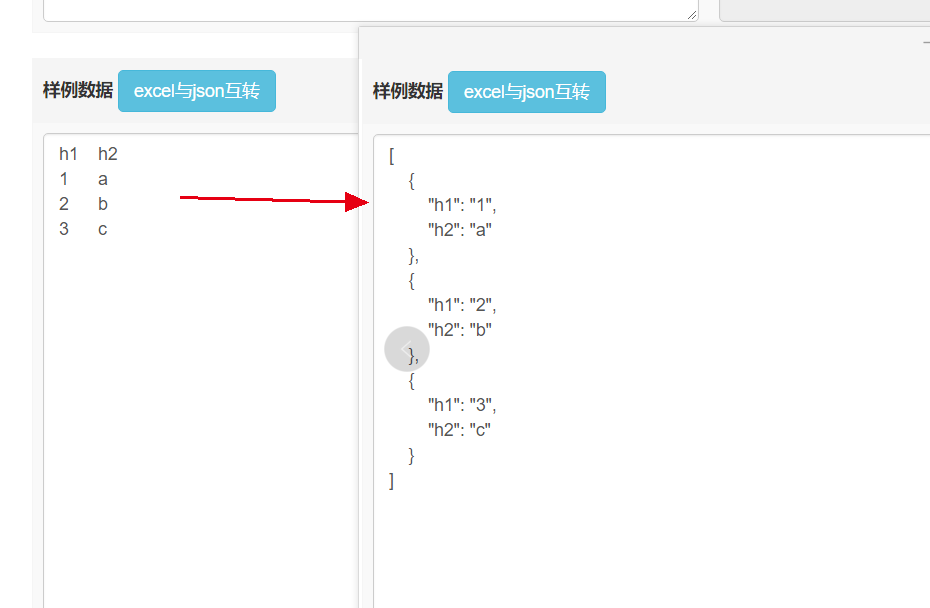 样例数据 excel与json互转
h1 h2
1 a
2 b
3 c
样例数据 excel与json互转
[
{
"h1": "1",
"h2": "a"
},
{
"h1": "2",
"h2": "b"
},
{
"h1": "3",
"h2": "c"
}
]